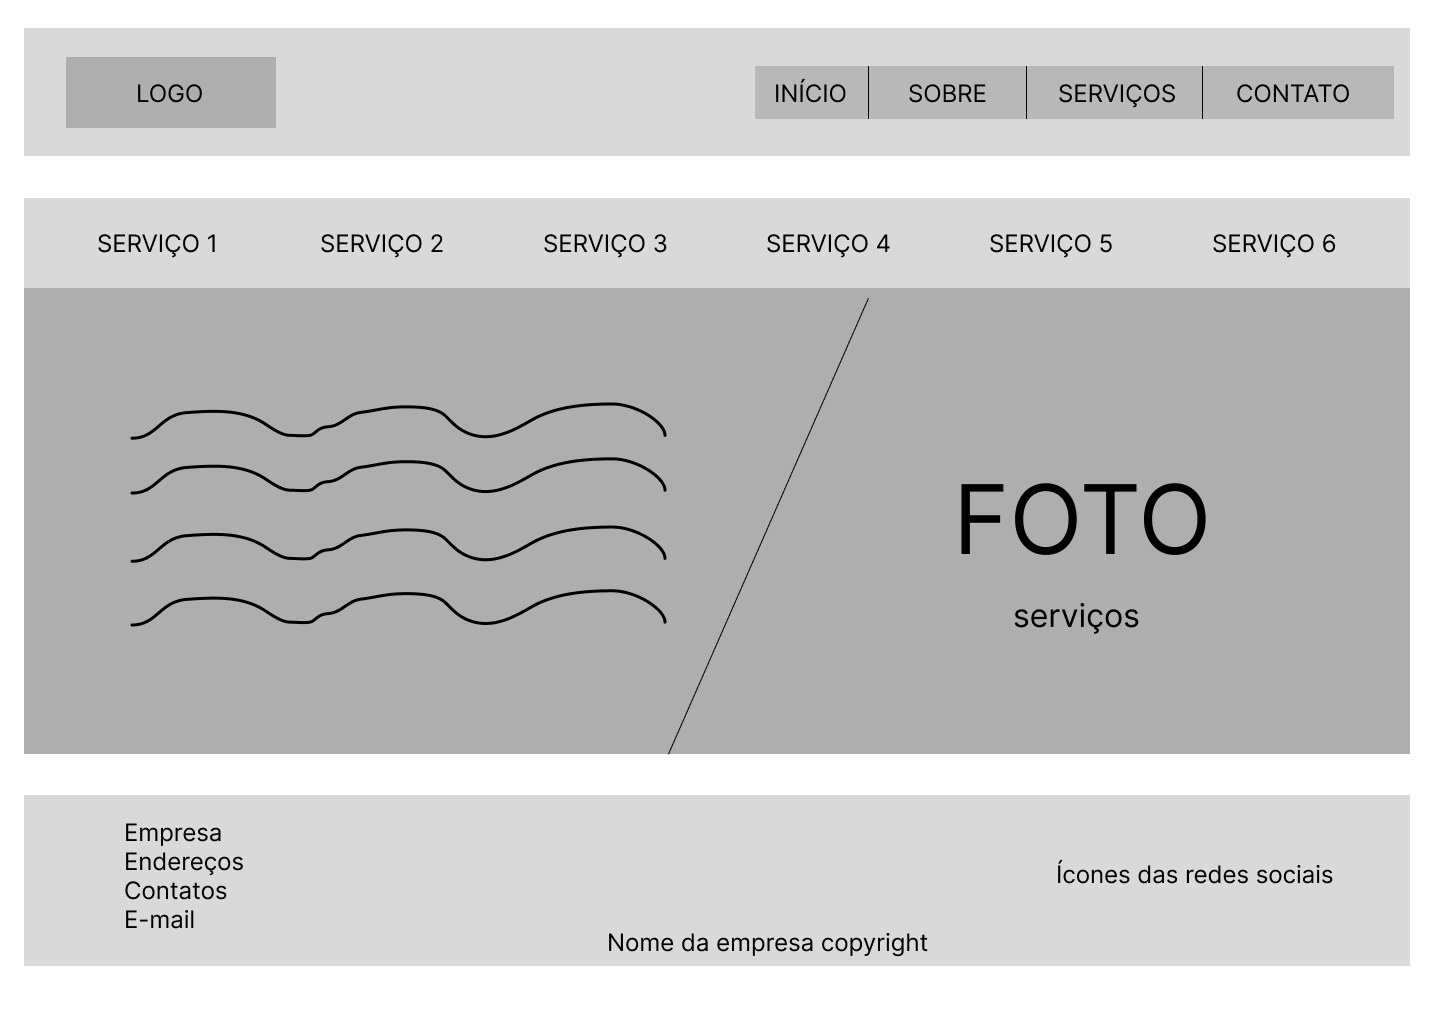 LOGO
INÍCIO
SOBRE
SERVIÇOS
CONTATO
SERVIÇO 1
SERVIÇO 2
SERVIÇO 3
SERVIÇO 4
SERVIÇO 5
SERVIÇO 6
FOTO
serviços
Empresa
Endereços
Contatos
E-mail
Ícones das redes sociais
Nome da empresa copyright